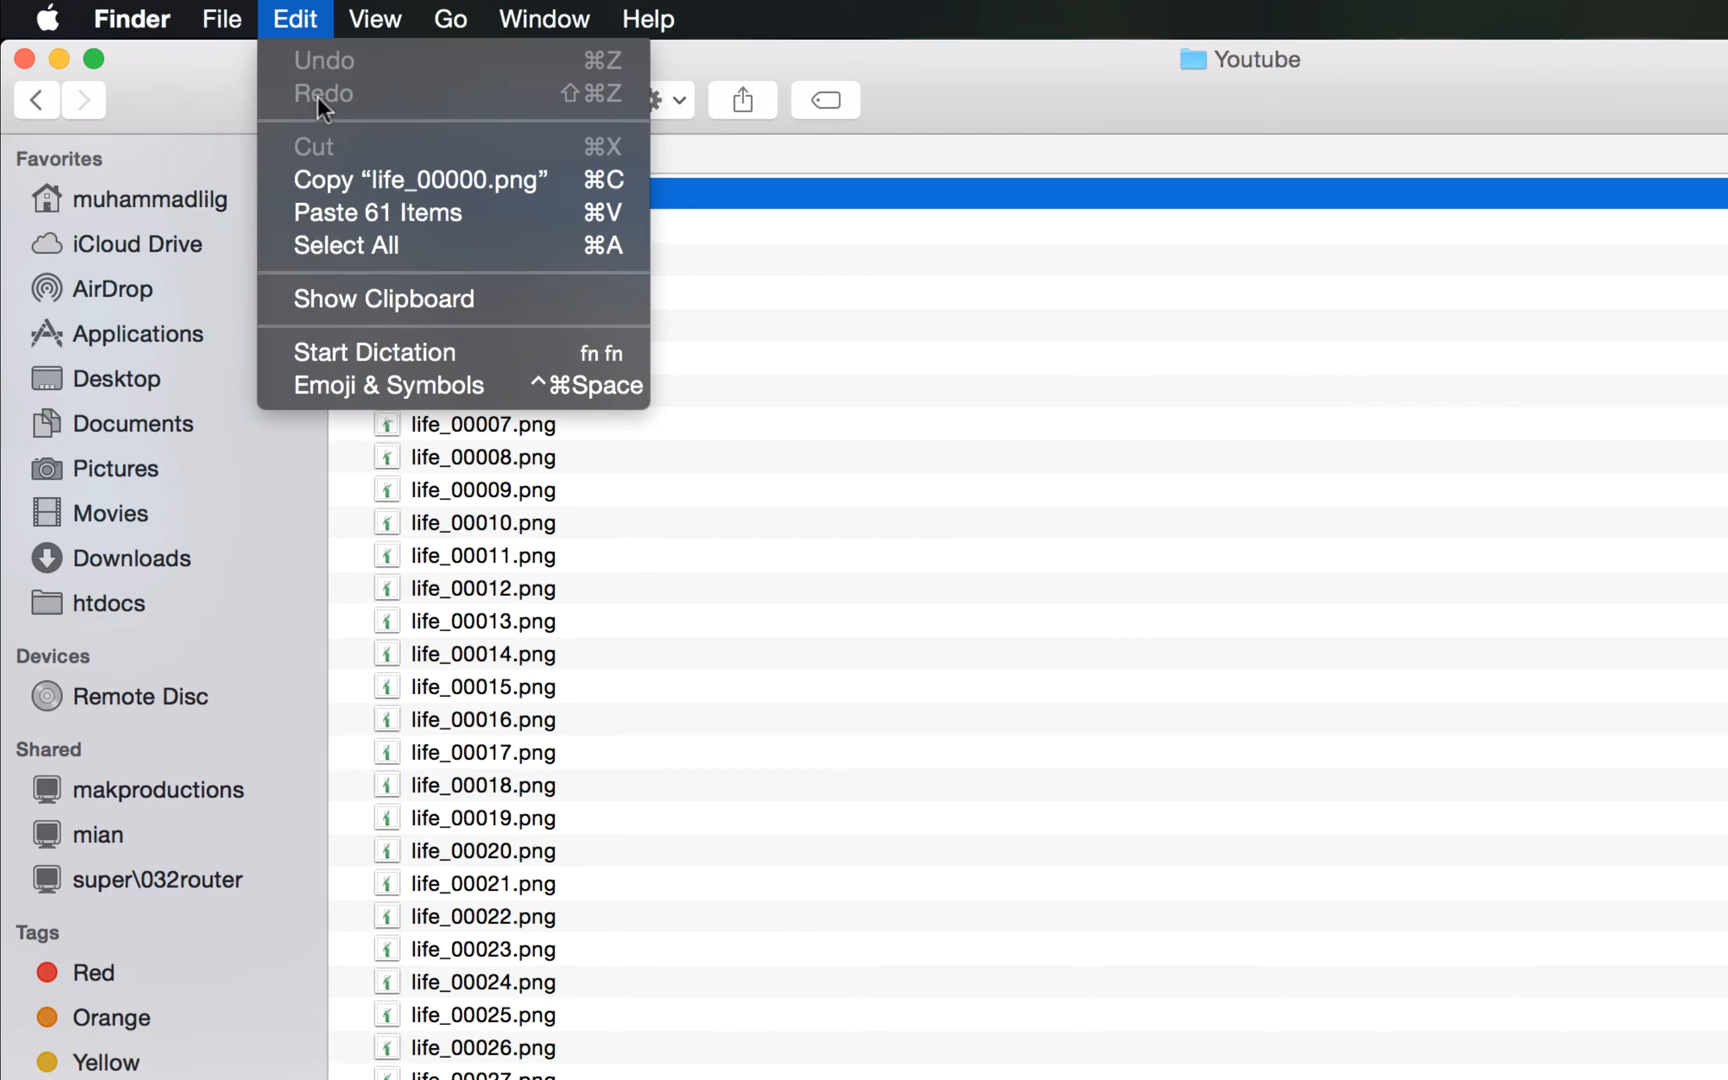 Finder File Edit View Go Window Help
Youtube
Undo ⌘Z
Redo ⇧⌘Z
Cut ⌘X
Copy “life_00000.png” ⌘C
Paste 61 Items ⌘V
Select All ⌘A
Show Clipboard
Start Dictation fn fn
Emoji & Symbols ^⌘Space
Favorites
muhammadlilg
iCloud Drive
AirDrop
Applications
Desktop
Documents
Pictures
Movies
Downloads
htdocs
Devices
Remote Disc
Shared
makproductions
mian
super\032router
Tags
Red
Orange
Yellow
life_00007.png
life_00008.png
life_00009.png
life_00010.png
life_00011.png
life_00012.png
life_00013.png
life_00014.png
life_00015.png
life_00016.png
life_00017.png
life_00018.png
life_00019.png
life_00020.png
life_00021.png
life_00022.png
life_00023.png
life_00024.png
life_00025.png
life_00026.png
life_00027.png